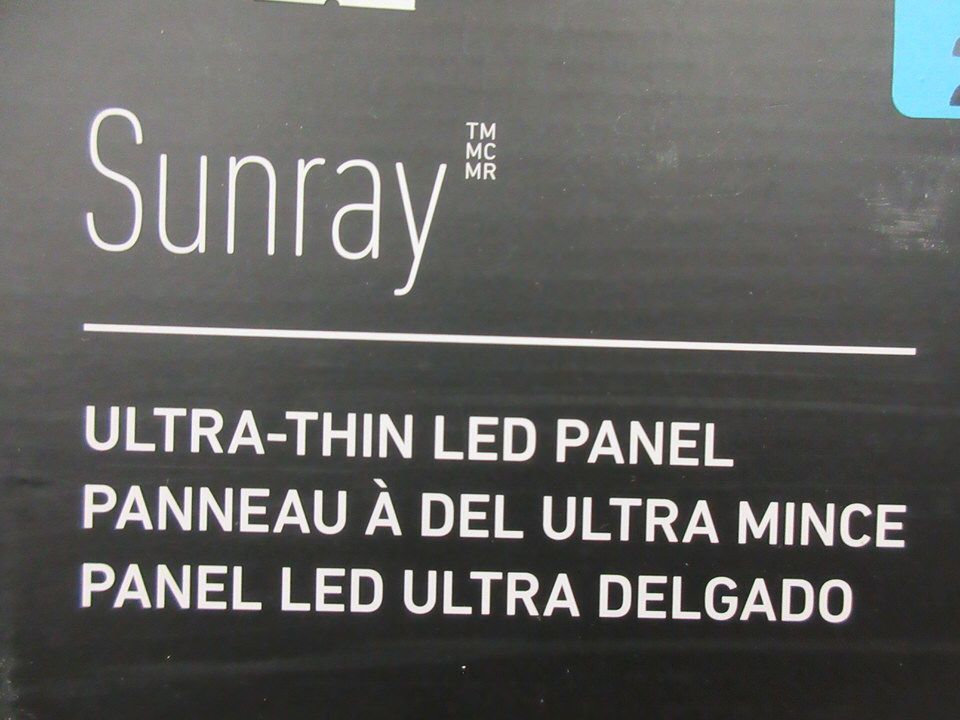 Sunray TM
MC
MR
ULTRA-THIN LED PANEL
PANNEAU À DEL ULTRA MINCE
PANEL LED ULTRA DELGADO